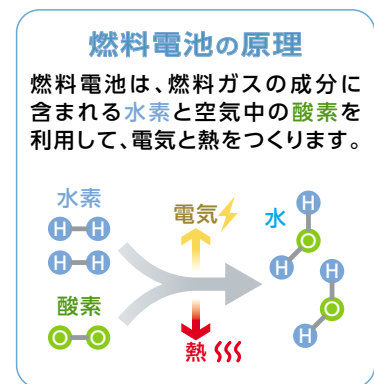 燃料電池の原理
燃料電池は、燃料ガスの成分に
含まれる水素と空気中の酸素を
利用して、電気と熱をつくります。
水素
H H
H H
酸素
O O
電気
熱
水
H
O
H
H
O
H